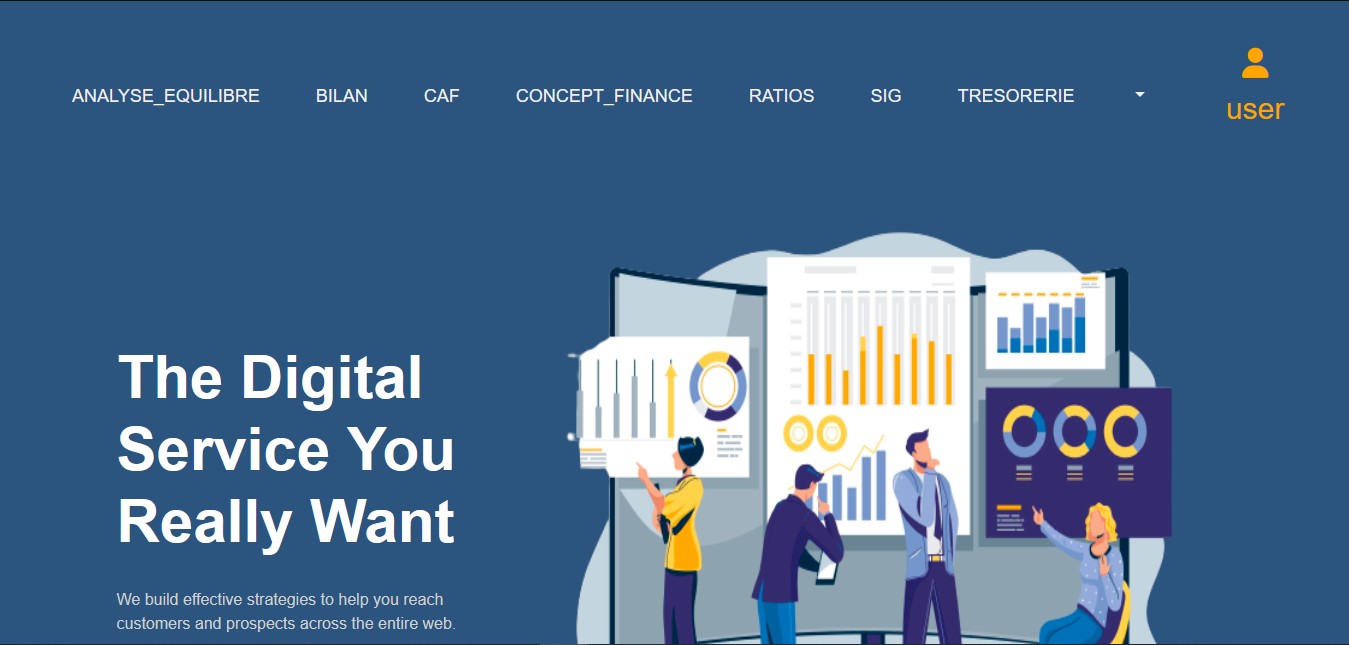 ANALYSE_EQUILIBRE BILAN CAF CONCEPT_FINANCE RATIOS SIG TRESORERIE
user
The Digital
Service You
Really Want
We build effective strategies to help you reach
customers and prospects across the entire web.